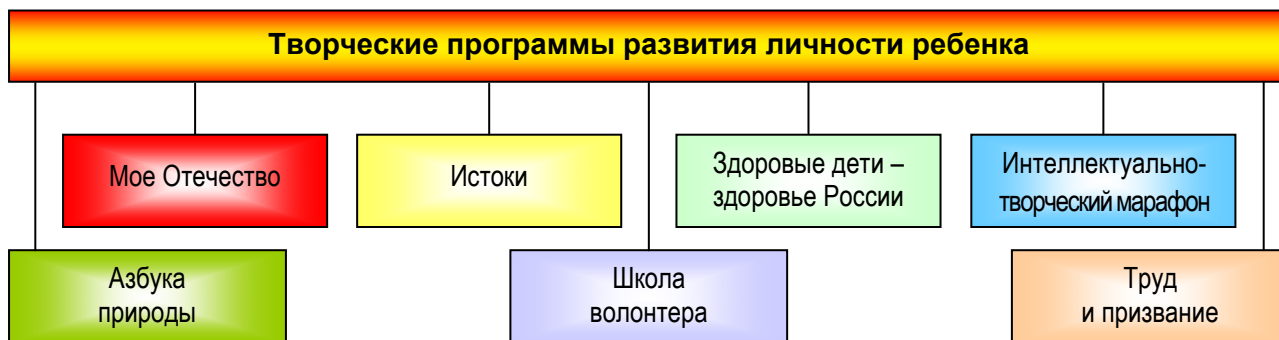 Творческие программы развития личности ребенка
Мое Отечество
Истоки
Здоровые дети –
здоровье России
Интеллектуально-
творческий марафон
Азбука
природы
Школа
волонтера
Труд
и призвание